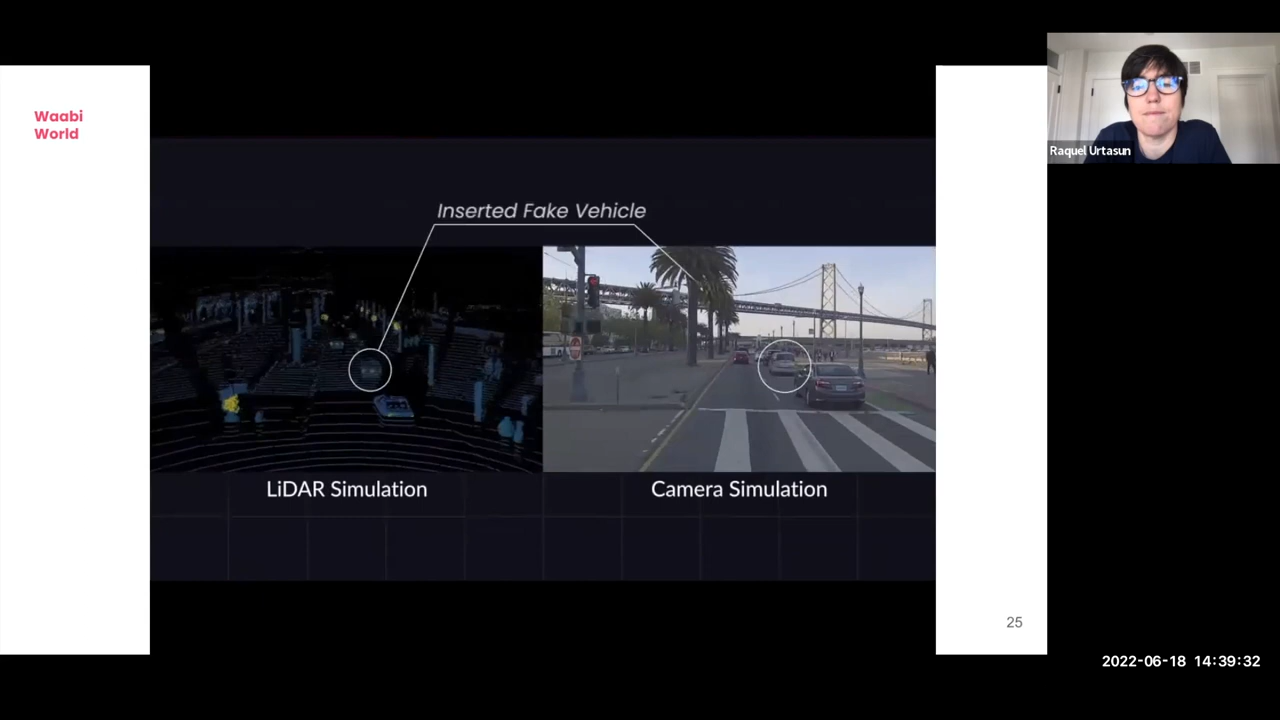 Waabi
World
Inserted Fake Vehicle
LiDAR Simulation
Camera Simulation
25
Raquel Urtasun
2022-06-18 14:39:32